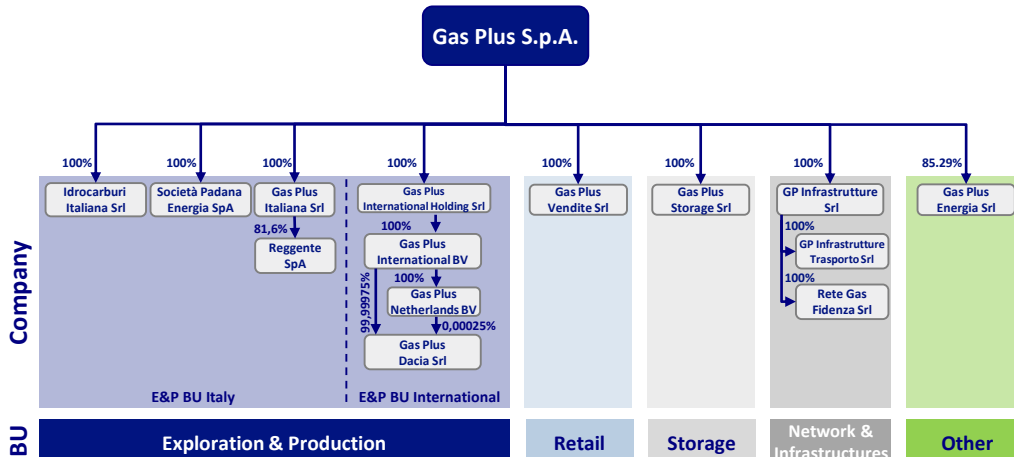 Gas Plus S.p.A.
100%
100%
100%
100%
100%
100%
100%
85.29%
Idrocarburi
Italiana Srl
Società Padana
Energia SpA
Gas Plus
Italiana Srl
Gas Plus
International Holding Srl
Gas Plus
Vendite Srl
Gas Plus
Storage Srl
GP Infrastrutture
Srl
Gas Plus
Energia Srl
81,6%
Reggente
SpA
100%
Gas Plus
International BV
100%
Gas Plus
Netherlands BV
99,99975%
0,00025%
Gas Plus
Dacia Srl
100%
GP Infrastrutture
Trasporto Srl
100%
Rete Gas
Fidenza Srl
Company
E&P BU Italy
E&P BU International
BU
Exploration & Production
Retail
Storage
Network &
Infrastructures
Other